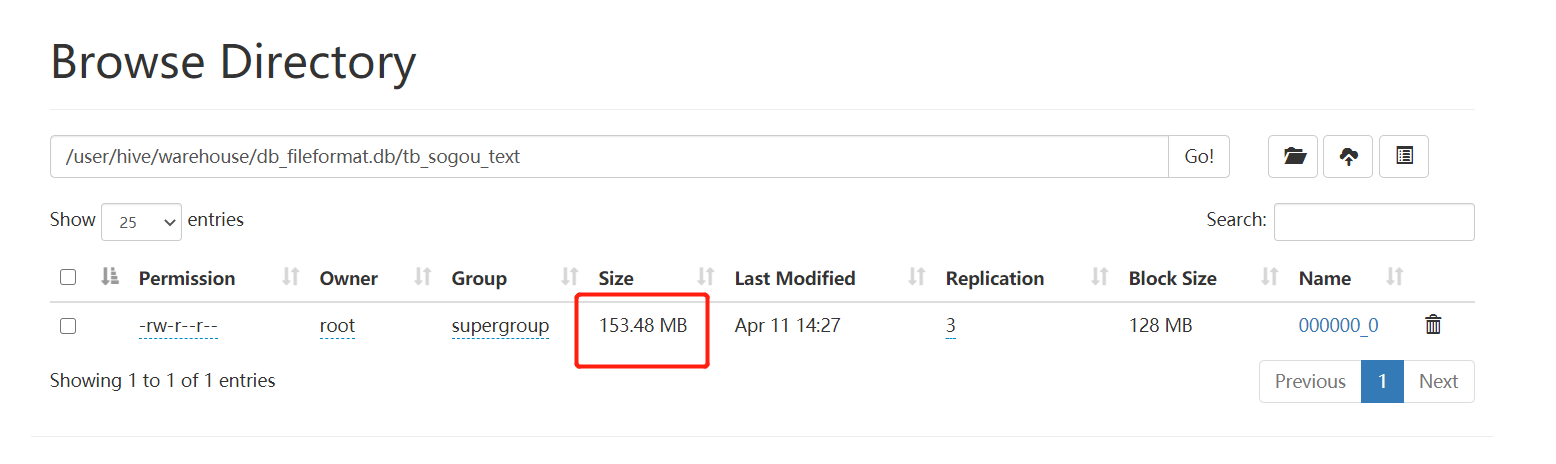 Browse Directory
/user/hive/warehouse/db_fileformat.db/tb_sogou_text Go!
Show 25 entries Search:
Permission Owner Group Size Last Modified Replication Block Size Name
-rw-r--r-- root supergroup 153.48 MB Apr 11 14:27 3 128 MB 000000_0
Showing 1 to 1 of 1 entries Previous 1 Next